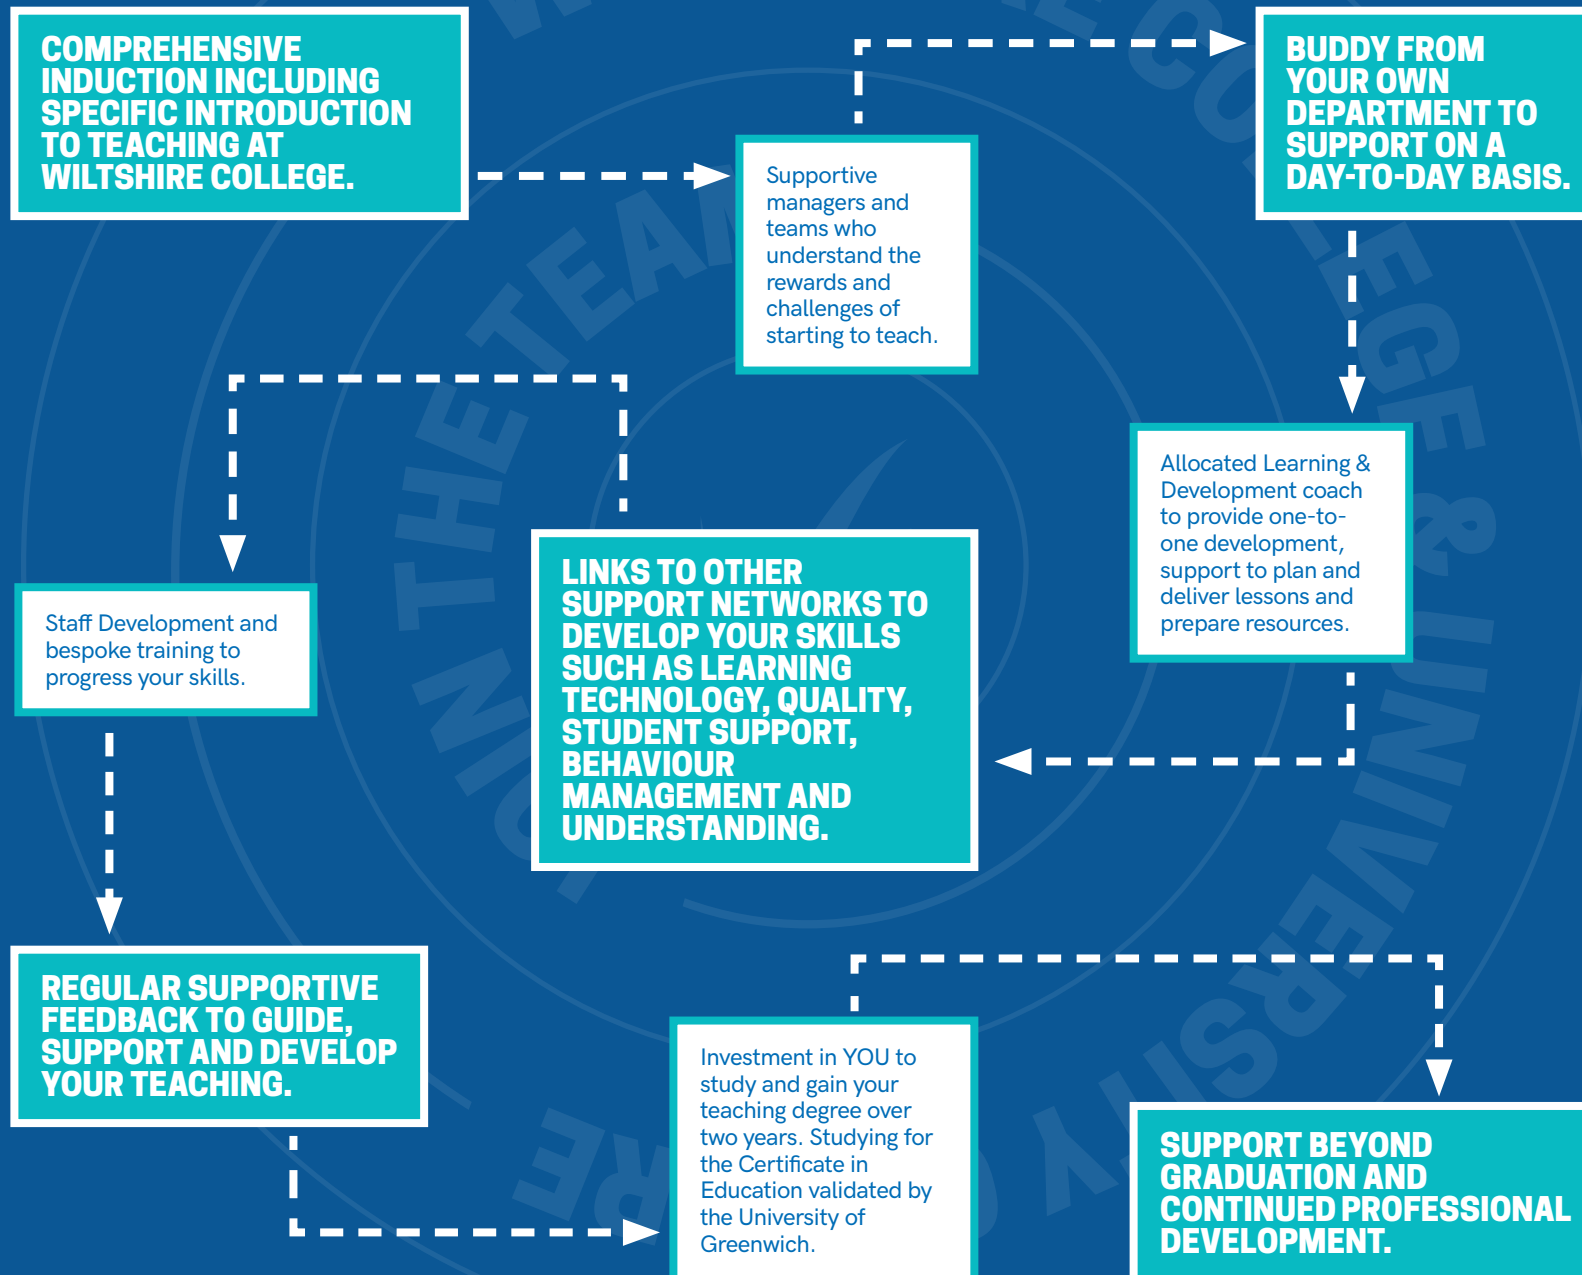 COMPREHENSIVE
INDUCTION INCLUDING
SPECIFIC INTRODUCTION
TO TEACHING AT
WILTSHIRE COLLEGE.
Supportive
managers and
teams who
understand the
rewards and
challenges of
starting to teach.
BUDDY FROM
YOUR OWN
DEPARTMENT TO
SUPPORT ON A
DAY-TO-DAY BASIS.
Allocated Learning &
Development coach
to provide one-to-
one development,
support to plan and
deliver lessons and
prepare resources.
LINKS TO OTHER
SUPPORT NETWORKS TO
DEVELOP YOUR SKILLS
SUCH AS LEARNING
TECHNOLOGY, QUALITY,
STUDENT SUPPORT,
BEHAVIOUR
MANAGEMENT AND
UNDERSTANDING.
Staff Development and
bespoke training to
progress your skills.
REGULAR SUPPORTIVE
FEEDBACK TO GUIDE,
SUPPORT AND DEVELOP
YOUR TEACHING.
Investment in YOU to
study and gain your
teaching degree over
two years. Studying for
the Certificate in
Education validated by
the University of
Greenwich.
SUPPORT BEYOND
GRADUATION AND
CONTINUED PROFESSIONAL
DEVELOPMENT.
IN THE TEAM
COLLEGE & UNIVERSITY